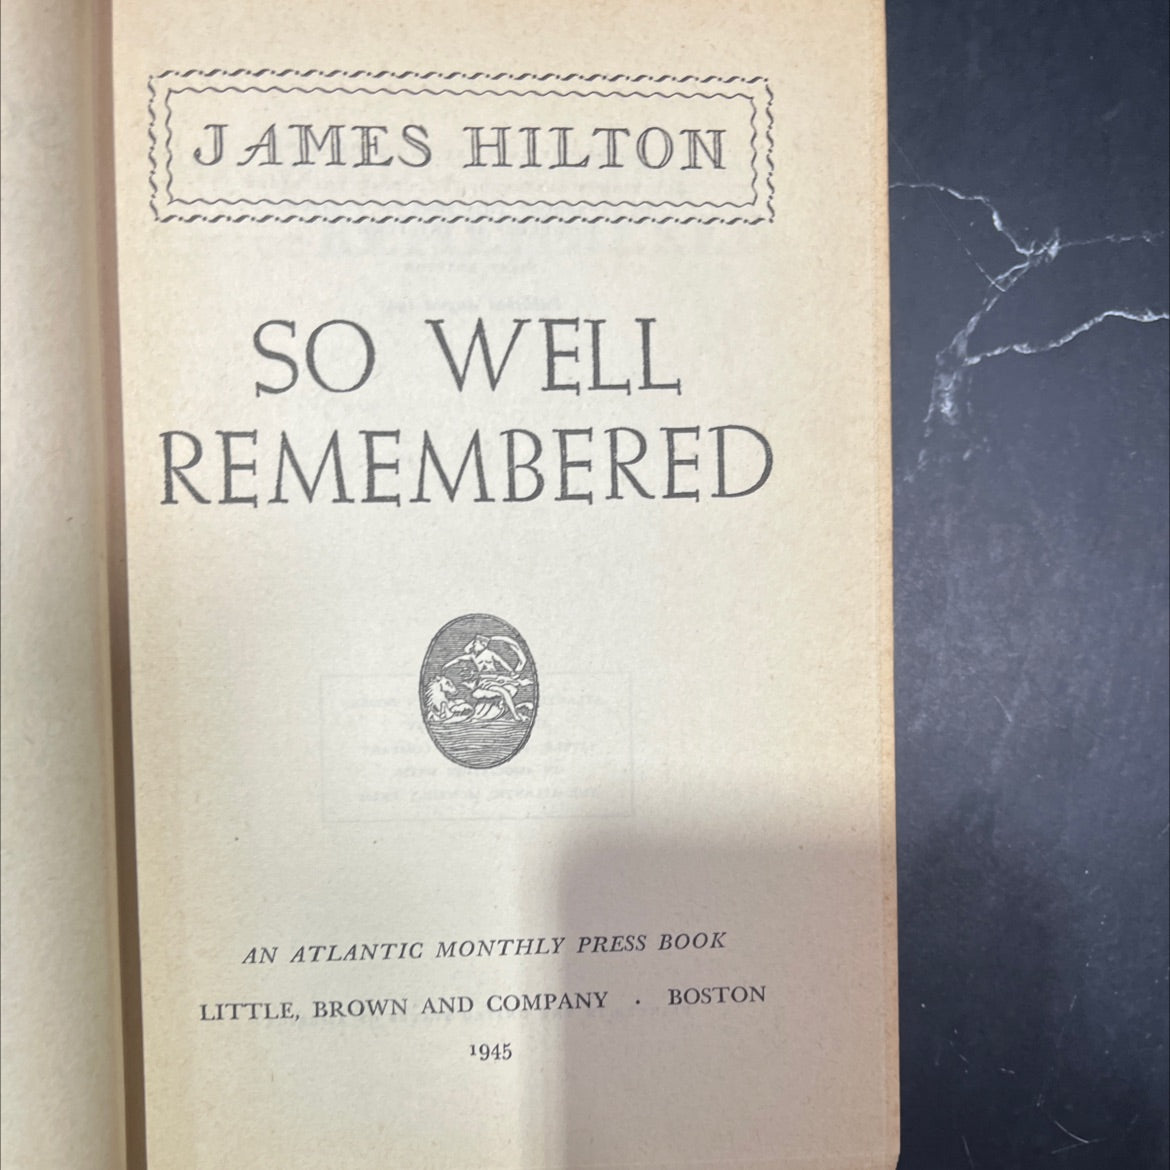 JAMES HILTON
SO WELL
REMEMBERED
AN ATLANTIC MONTHLY PRESS BOOK
LITTLE, BROWN AND COMPANY · BOSTON
1945